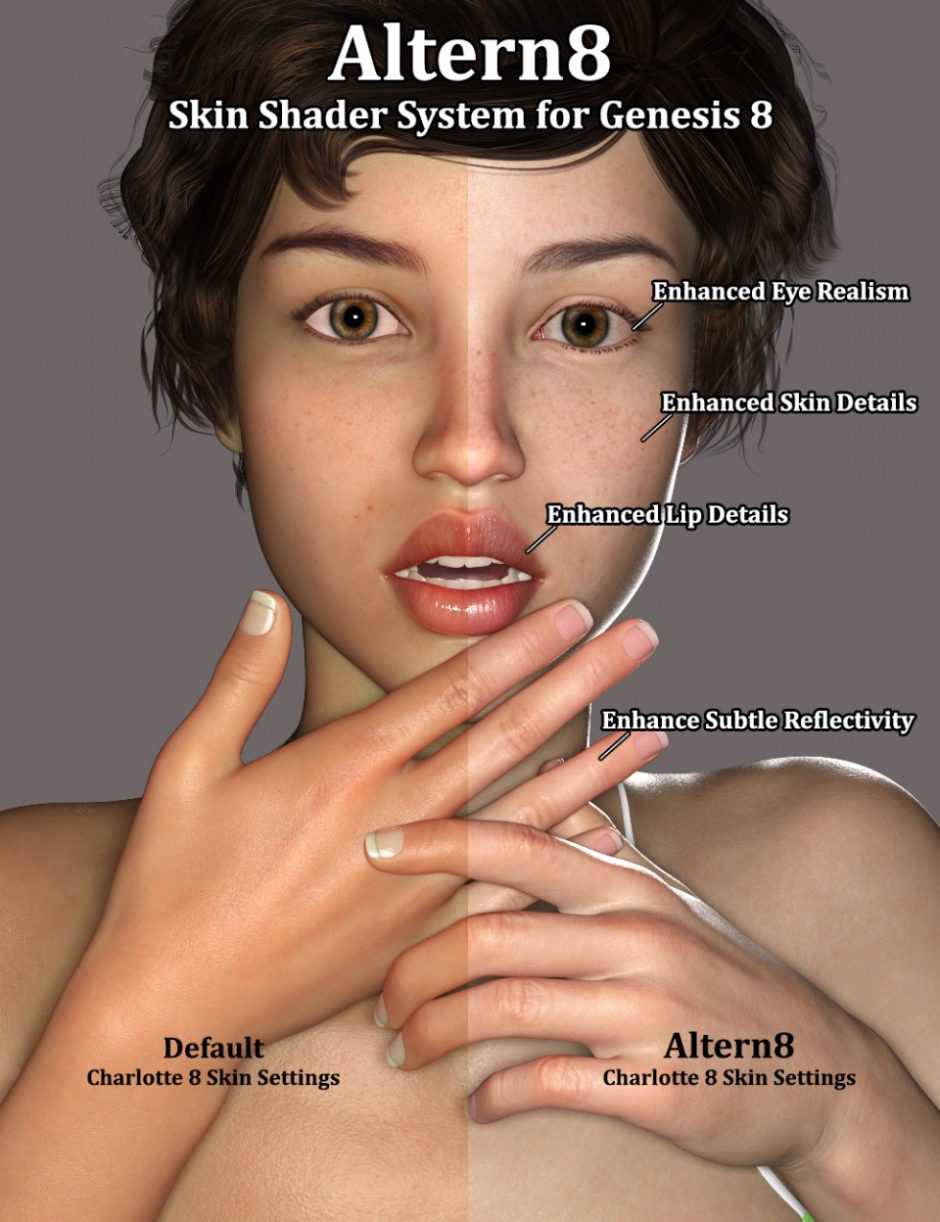 Altern8
Skin Shader System for Genesis 8
Enhanced Eye Realism
Enhanced Skin Details
Enhanced Lip Details
Enhance Subtle Reflectivity
Default
Charlotte 8 Skin Settings
Altern8
Charlotte 8 Skin Settings